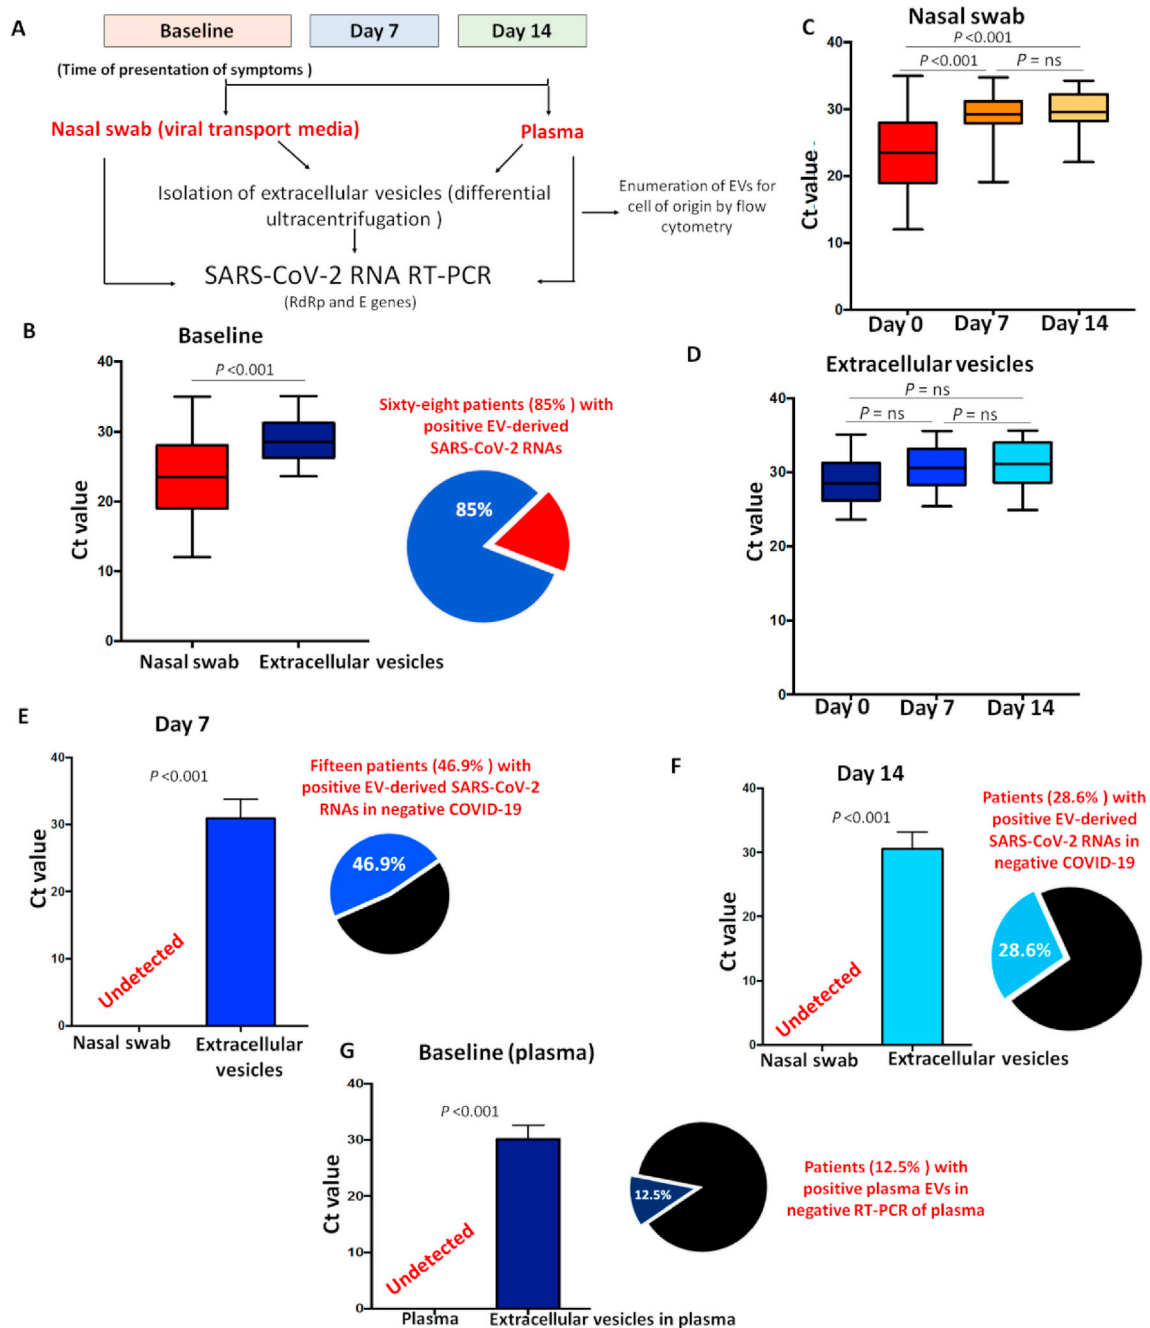 A
Baseline
Day 7
Day 14
(Time of presentation of symptoms )
Nasal swab (viral transport media)
Plasma
Isolation of extracellular vesicles (differential
ultracentrifugation )
Enumeration of EVs for
cell of origin by flow
cytometry
SARS-CoV-2 RNA RT-PCR
(RdRp and E genes)
C
Nasal swab
P <0.001
P <0.001
P = ns
Ct value
40
30
20
10
0
Day 0
Day 7
Day 14
B
Baseline
P <0.001
Ct value
40
30
20
10
0
Nasal swab
Extracellular vesicles
Sixty-eight patients (85% ) with
positive EV-derived
SARS-CoV-2 RNAs
85%
D
Extracellular vesicles
P = ns
P = ns
P = ns
Ct value
40
30
20
10
0
Day 0
Day 7
Day 14
E
Day 7
P <0.001
Ct value
40
30
20
10
0
Undetected
Nasal swab
Extracellular
vesicles
Fifteen patients (46.9% ) with
positive EV-derived SARS-CoV-2
RNAs in negative COVID-19
46.9%
F
Day 14
P <0.001
Ct value
40
30
20
10
0
Undetected
Nasal swab
Extracellular vesicles
Patients (28.6% ) with
positive EV-derived
SARS-CoV-2 RNAs in
negative COVID-19
28.6%
G
Baseline (plasma)
P <0.001
Ct value
40
30
20
10
0
Undetected
Plasma
Extracellular vesicles in plasma
12.5%
Patients (12.5% ) with
positive plasma EVs in
negative RT-PCR of plasma